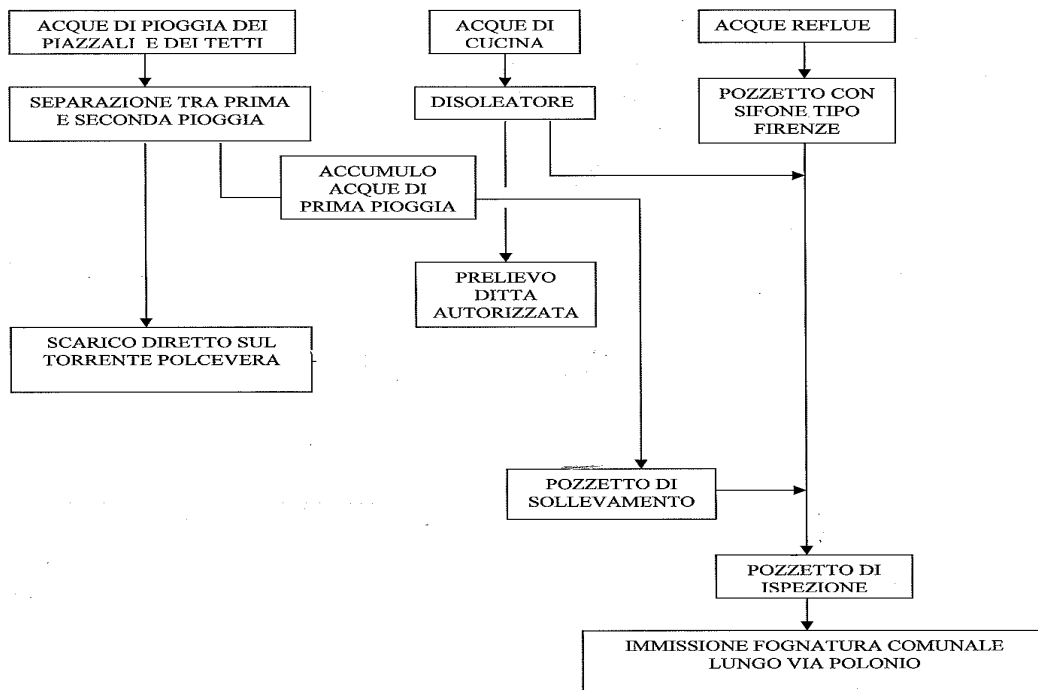 ACQUE DI PIOGGIA DEI
PIAZZALI E DEI TETTI
ACQUE DI
CUCINA
ACQUE REFLUE
SEPARAZIONE TRA PRIMA
E SECONDA PIOGGIA
DISOLEATORE
POZZETTO CON
SIFONE TIPO
FIRENZE
ACCUMULO
ACQUE DI
PRIMA PIOGGIA
PRELIEVO
DITTA
AUTORIZZATA
SCARICO DIRETTO SUL
TORRENTE POLCEVERA
POZZETTO DI
SOLLEVAMENTO
POZZETTO DI
ISPEZIONE
IMMISSIONE FOGNATURA COMUNALE
LUNGO VIA POLONIO